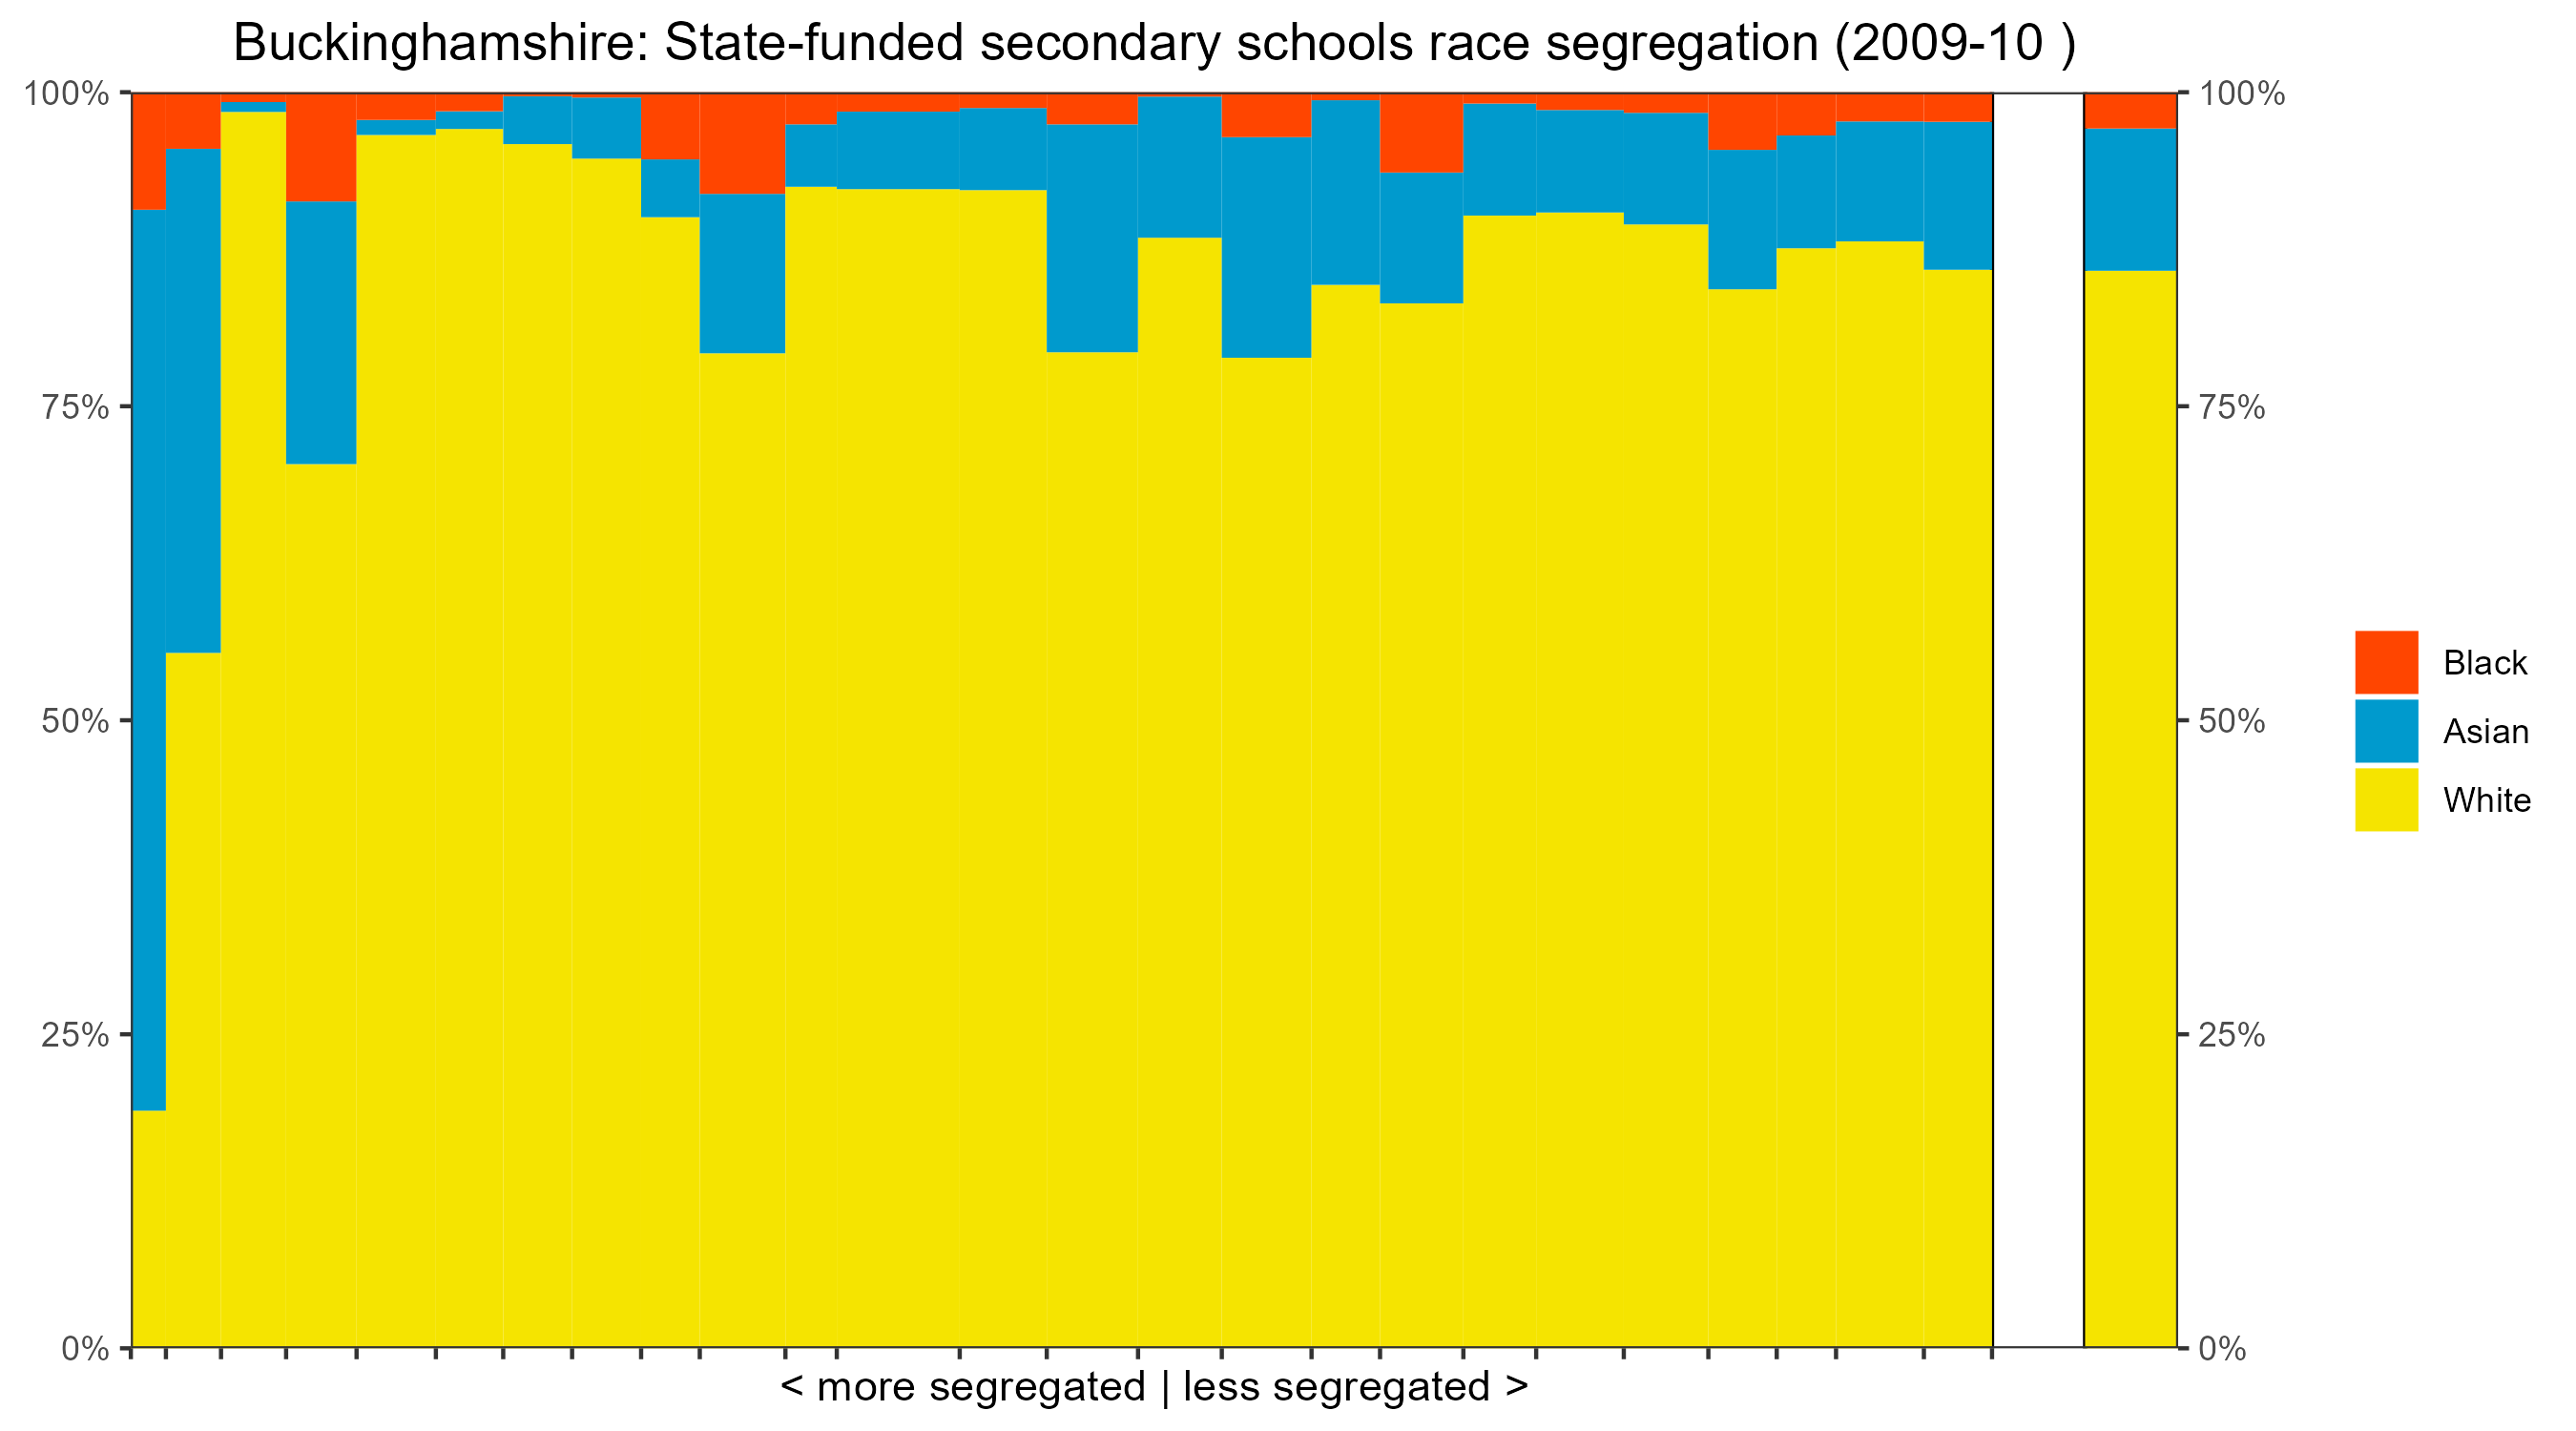 Buckinghamshire: State-funded secondary schools race segregation (2009-10 )
100%
100%
75%
75%
50%
50%
25%
25%
0%
0%
Black
Asian
White
< more segregated | less segregated >